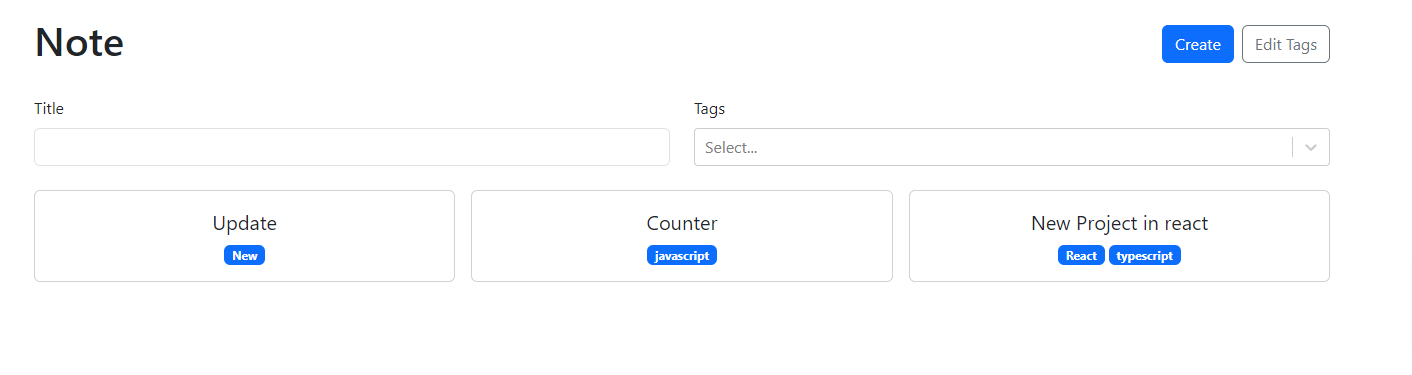 Note
Create Edit Tags
Title Tags
Select...
Update Counter New Project in react
New javascript React typescript